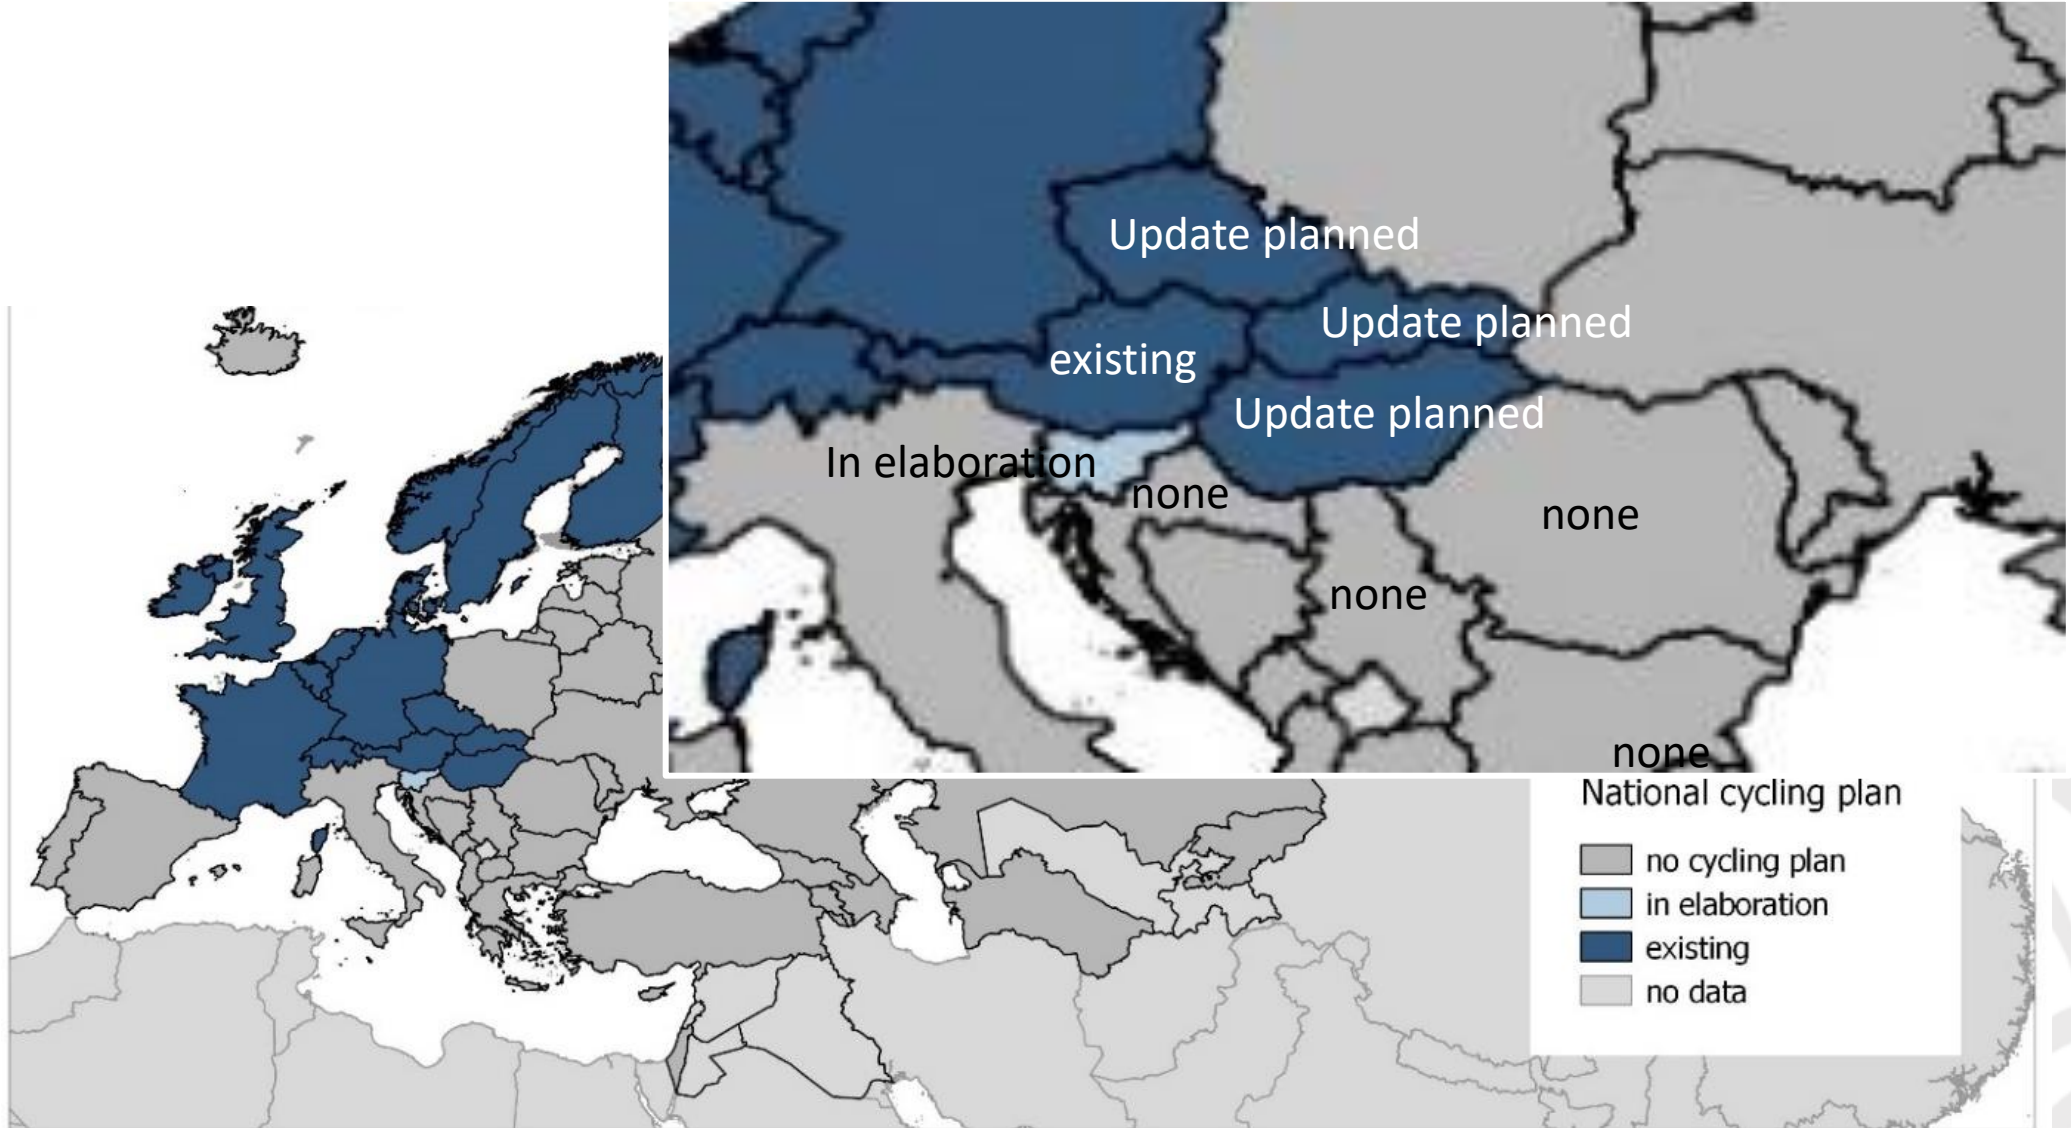 Update planned
Update planned
existing
Update planned
In elaboration
none
none
none
none
National cycling plan
no cycling plan
in elaboration
existing
no data